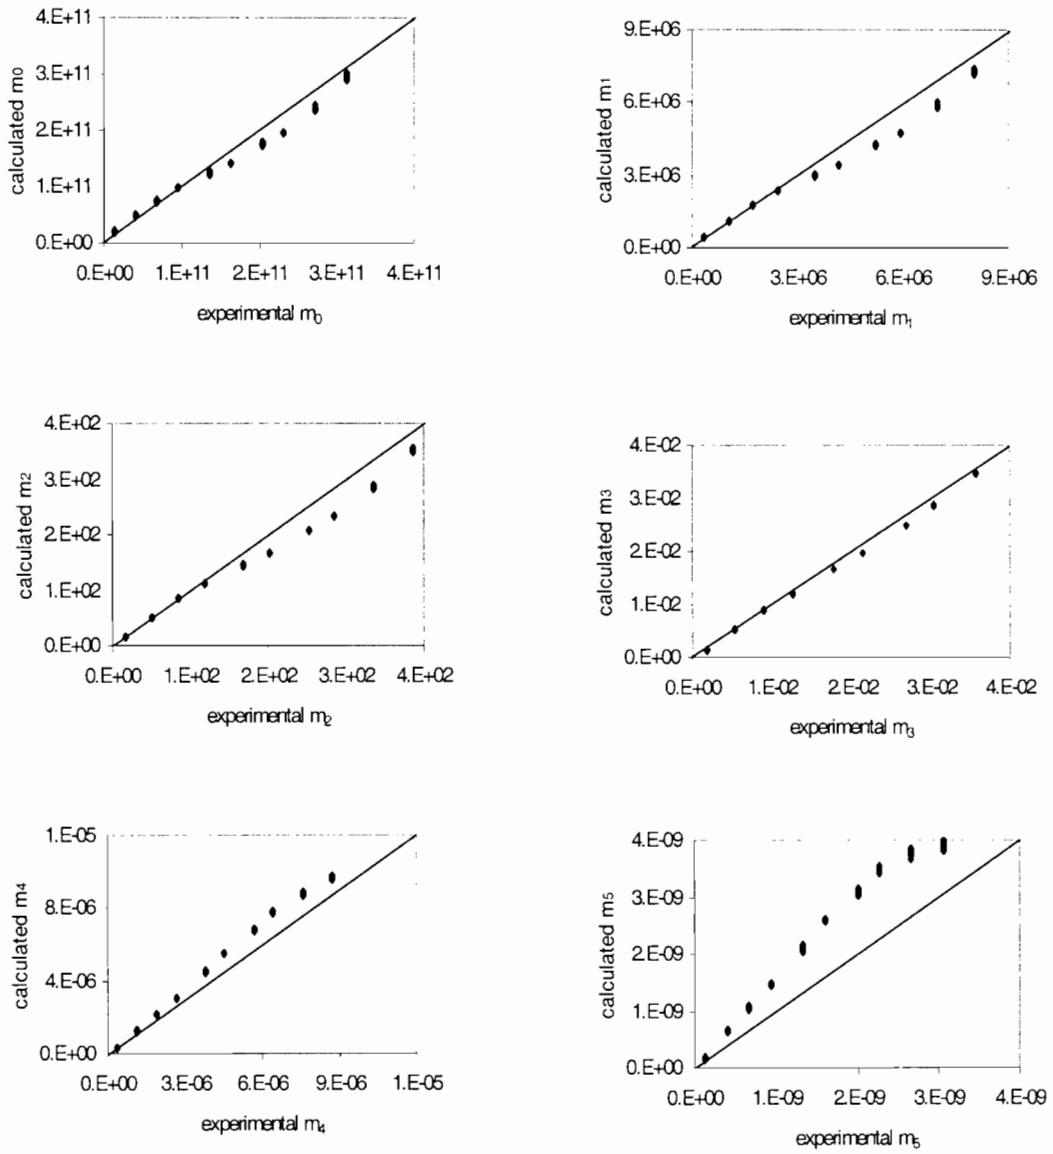 4.E+11
3.E+11
2.E+11
1.E+11
0.E+00
calculated m0
0.E+00 1.E+11 2.E+11 3.E+11 4.E+11
experimental m0
9.E+06
6.E+06
3.E+06
0.E+00
calculated m1
0.E+00 3.E+06 6.E+06 9.E+06
experimental m1
4.E+02
3.E+02
2.E+02
1.E+02
0.E+00
calculated m2
0.E+00 1.E+02 2.E+02 3.E+02 4.E+02
experimental m2
4.E-02
3.E-02
2.E-02
1.E-02
0.E+00
calculated m3
0.E+00 1.E-02 2.E-02 3.E-02 4.E-02
experimental m3
1.E-05
8.E-06
4.E-06
0.E+00
calculated m4
0.E+00 3.E-06 6.E-06 9.E-06 1.E-05
experimental m4
4.E-09
3.E-09
2.E-09
1.E-09
0.E+00
calculated m5
0.E+00 1.E-09 2.E-09 3.E-09 4.E-09
experimental m5